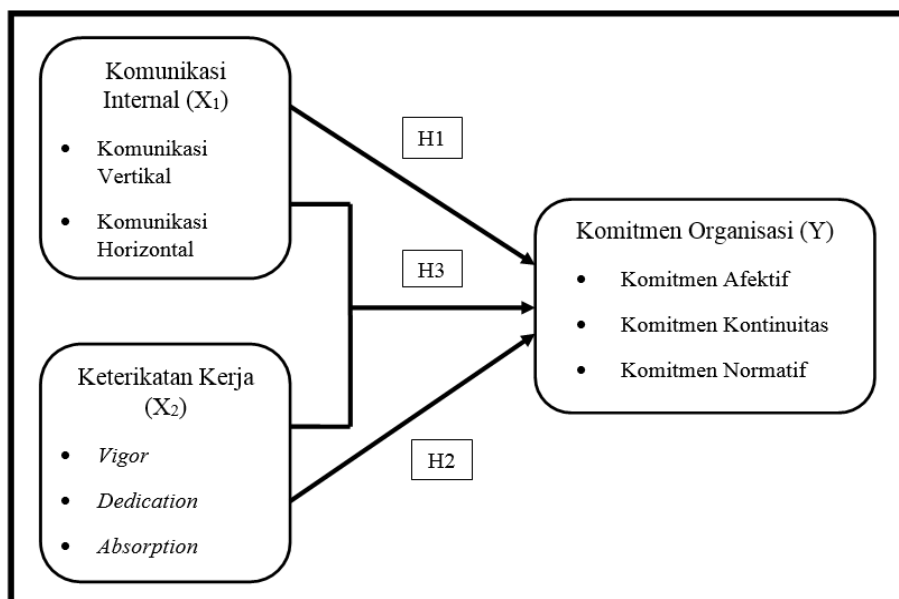 Komunikasi
Internal (X₁)
• Komunikasi
Vertikal
• Komunikasi
Horizontal
H1
H3
H2
Keterikatan Kerja
(X₂)
• Vigor
• Dedication
• Absorption
Komitmen Organisasi (Y)
• Komitmen Afektif
• Komitmen Kontinuitas
• Komitmen Normatif